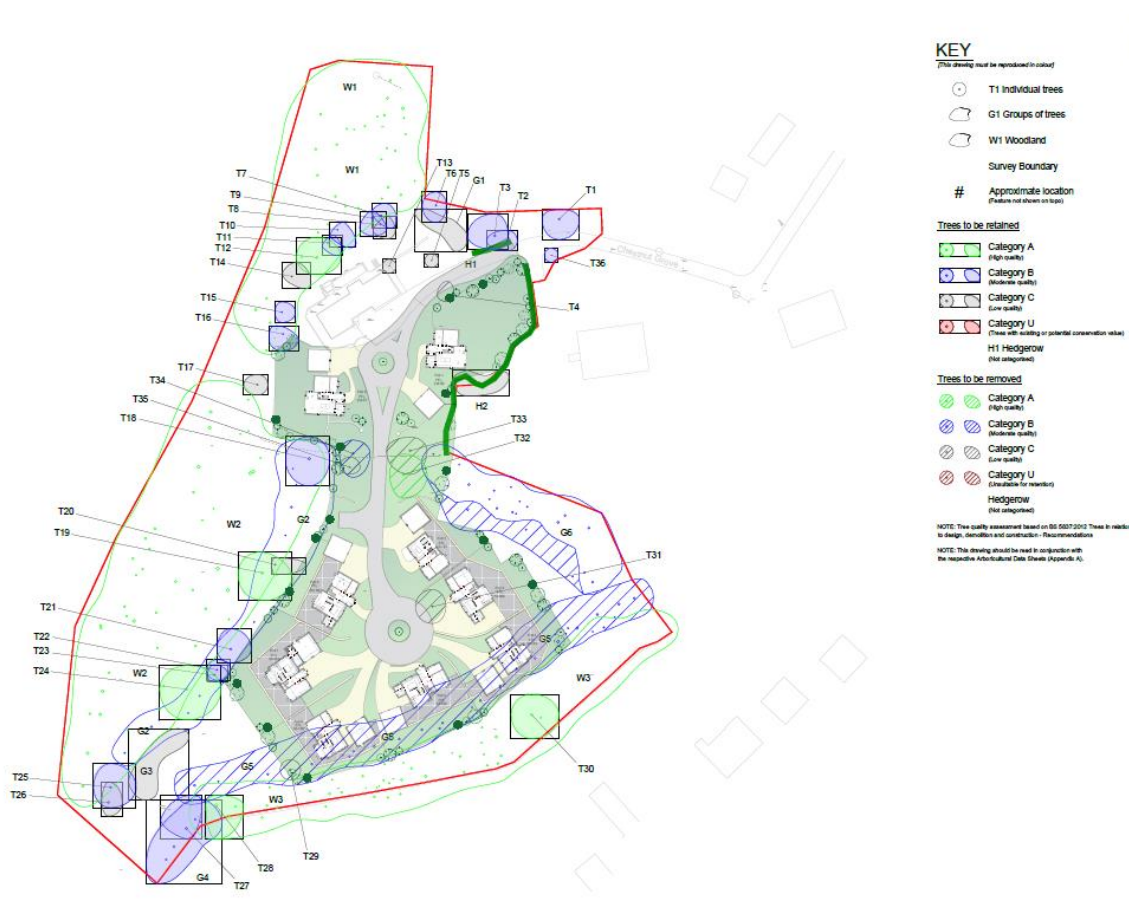 KEY
[This drawing must be reproduced in colour]
T1 Individual trees
G1 Groups of trees
W1 Woodland
Survey Boundary
# Approximate location
(Feature not shown on topo)
Trees to be retained
Category A
(High quality)
Category B
(Moderate quality)
Category C
(Low quality)
Category U
(Trees with existing or potential conservation value)
H1 Hedgerow
(Not categorised)
Trees to be removed
Category A
(High quality)
Category B
(Moderate quality)
Category C
(Low quality)
Category U
(Unsuitable for retention)
Hedgerow
(Not categorised)
NOTE: Tree quality assessment based on BS 5837:2012 Trees in relation
to design, demolition and construction - Recommendations
NOTE: This drawing should be read in conjunction with
the respective Arboricultural Data Sheets (Appendix A).
W1
W1
T13
T6
T5
G1
T7
T9
T8
T10
T11
T12
T14
T3
T2
T1
T36
H1
Chestnut Grove
T4
T15
T16
T17
T34
T35
T18
H2
T33
T32
T20
T19
W2
G2
G6
T31
T21
T22
T23
T24
W2
G5
W3
G2
G3
G5
G5
T25
T26
W3
T30
T29
T28
T27
G4